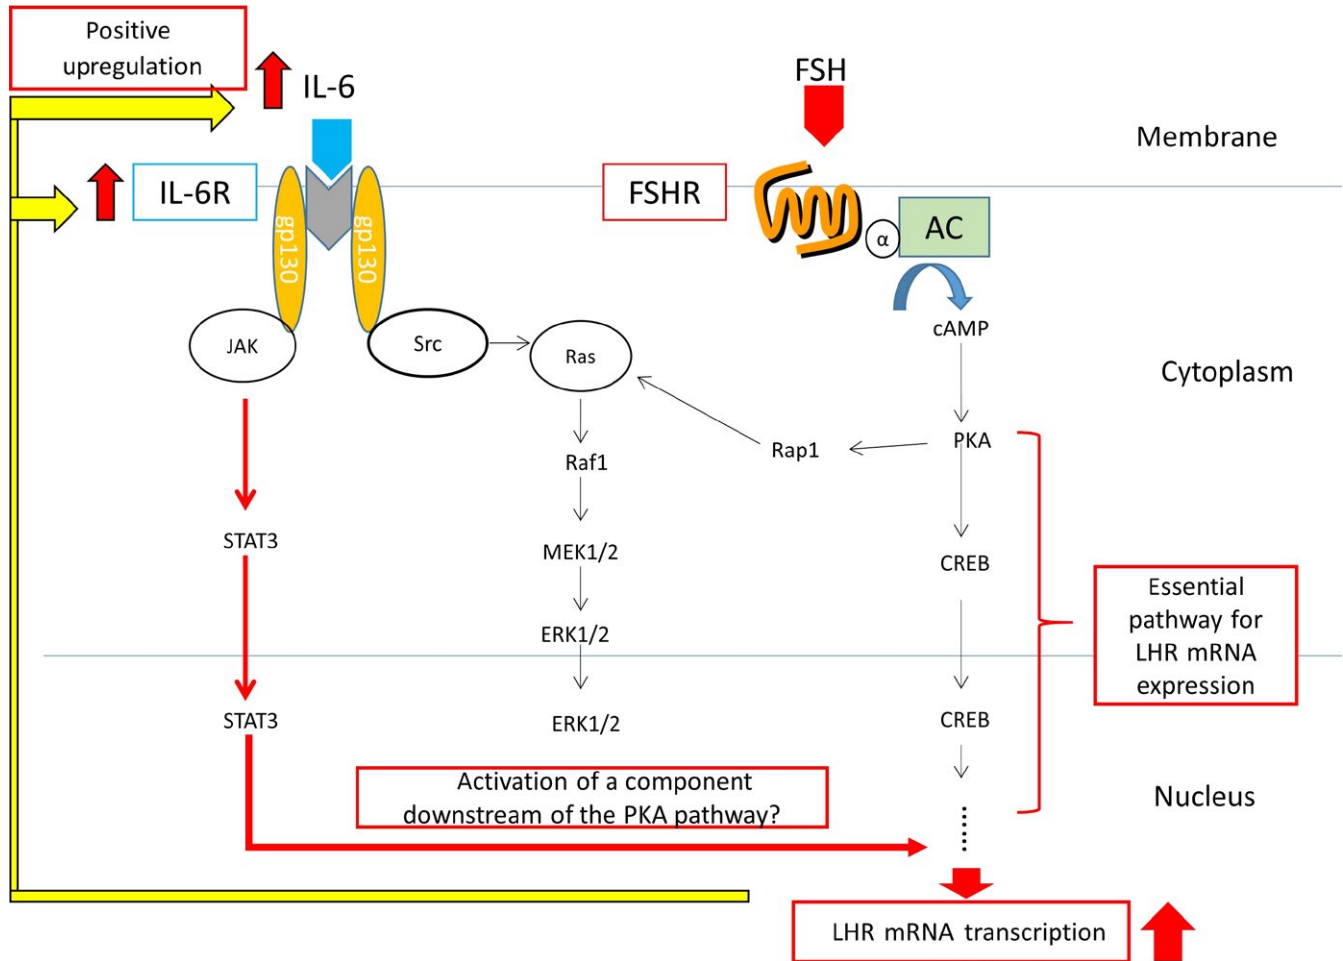 Positive
upregulation
IL-6
FSH
Membrane
IL-6R
gp130
gp130
FSHR
α
AC
cAMP
JAK
Src
Ras
Cytoplasm
PKA
Rap1
Raf1
STAT3
MEK1/2
CREB
Essential
pathway for
LHR mRNA
expression
ERK1/2
STAT3
ERK1/2
CREB
Activation of a component
downstream of the PKA pathway?
Nucleus
LHR mRNA transcription